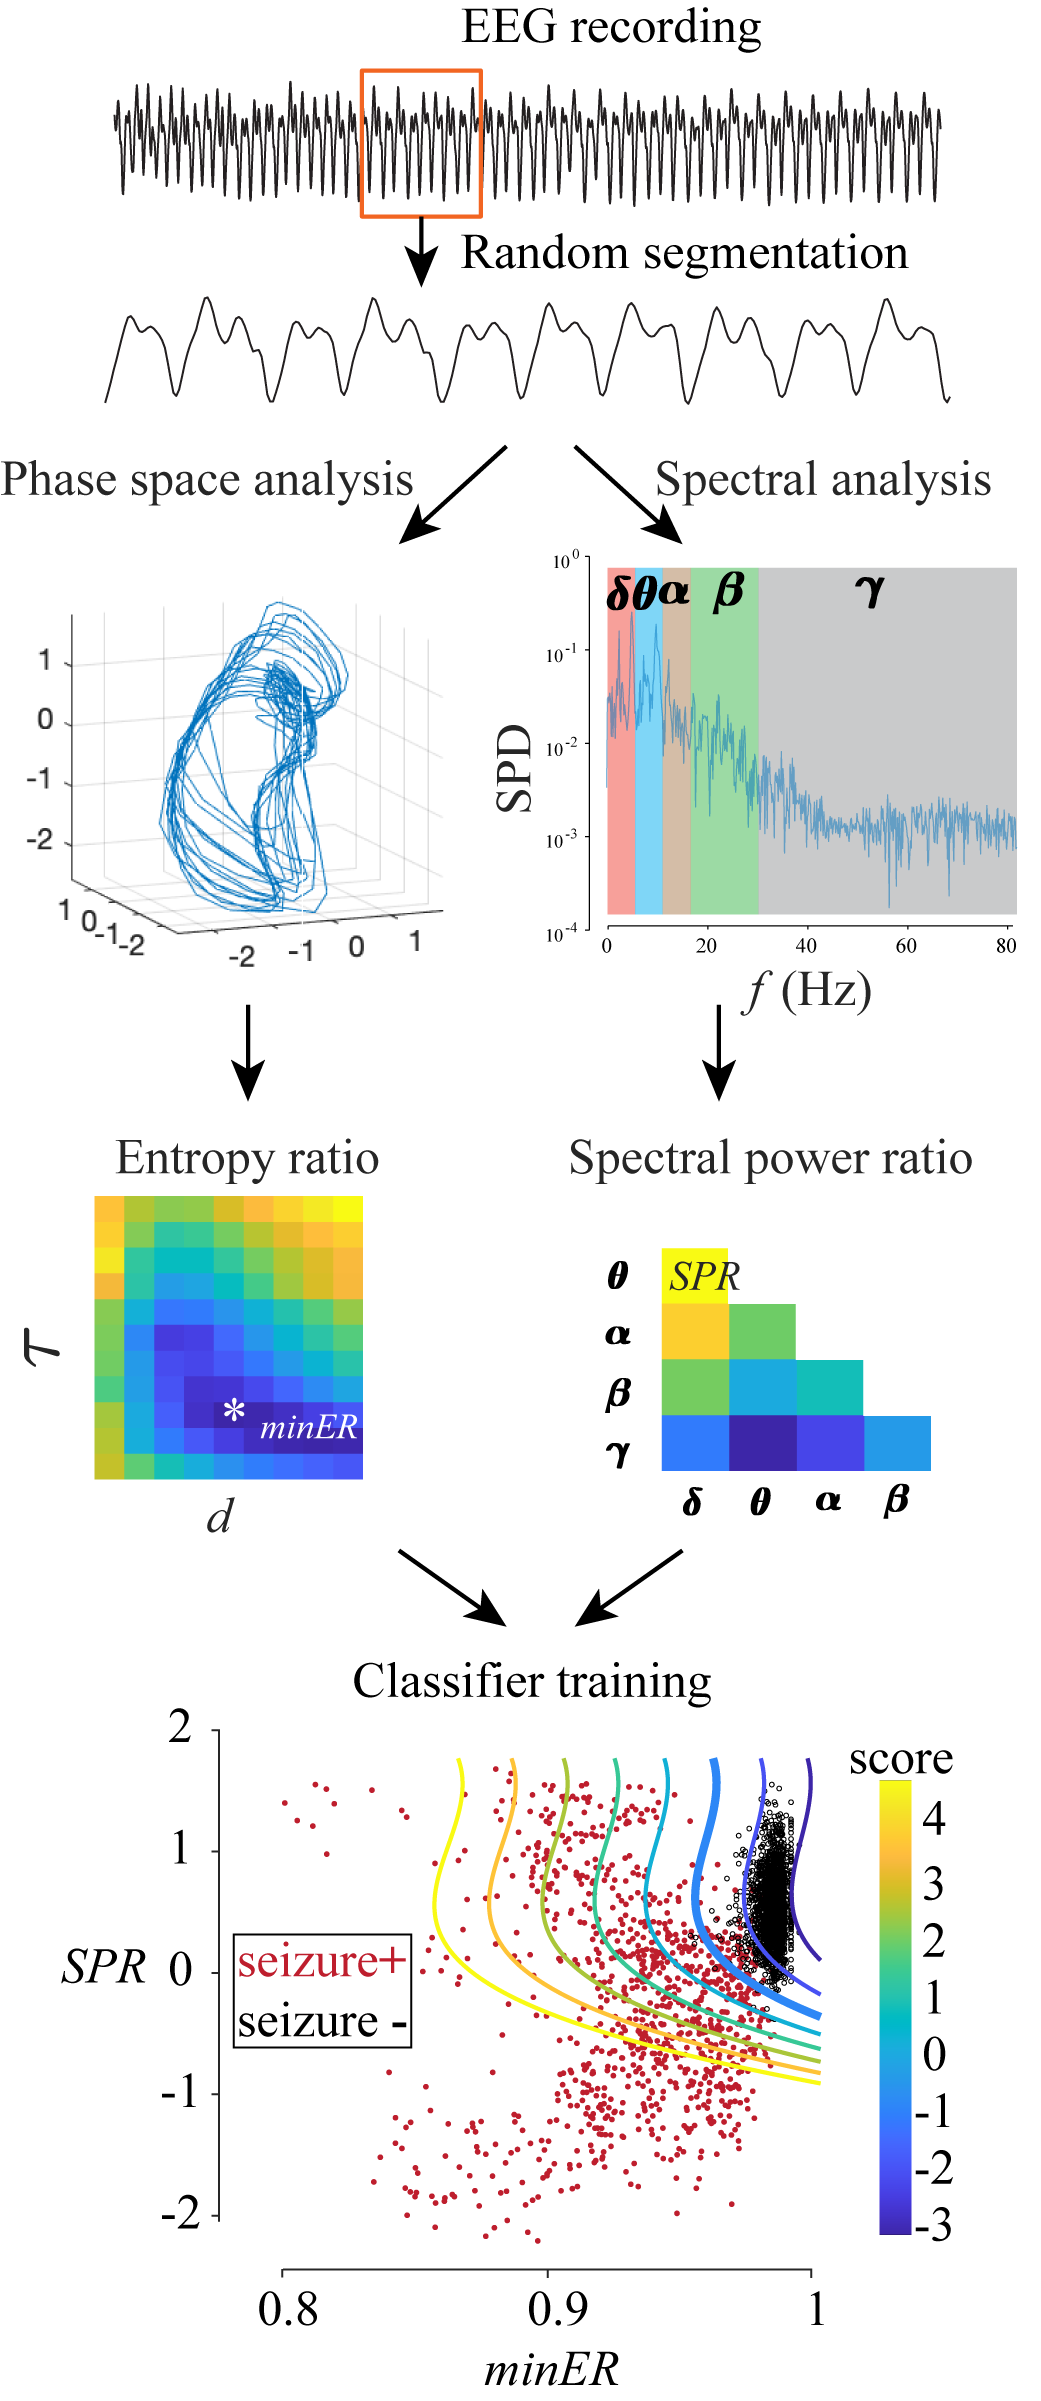 EEG recording
Random segmentation
Phase space analysis
Spectral analysis
10^0
10^-1
10^-2
10^-3
10^-4
SPD
δ θ α β γ
0 20 40 60 80
f (Hz)
1
0
-1
-2
1 0 -1 -2
-2 -1 0 1
Entropy ratio
Spectral power ratio
τ
* minER
d
θ SPR
α
β
γ
δ θ α β
Classifier training
2
1
0
-1
-2
SPR
seizure+
seizure -
score
4
3
2
1
0
-1
-2
-3
0.8 0.9 1
minER